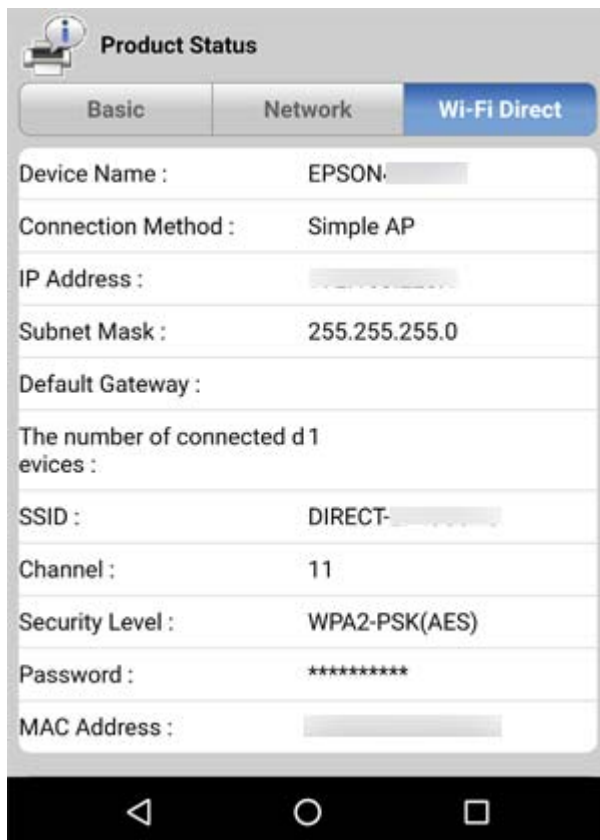 Product Status
Basic Network Wi-Fi Direct
Device Name : EPSON
Connection Method : Simple AP
IP Address :
Subnet Mask : 255.255.255.0
Default Gateway :
The number of connected d 1
evices :
SSID : DIRECT-
Channel : 11
Security Level : WPA2-PSK(AES)
Password : **********
MAC Address :